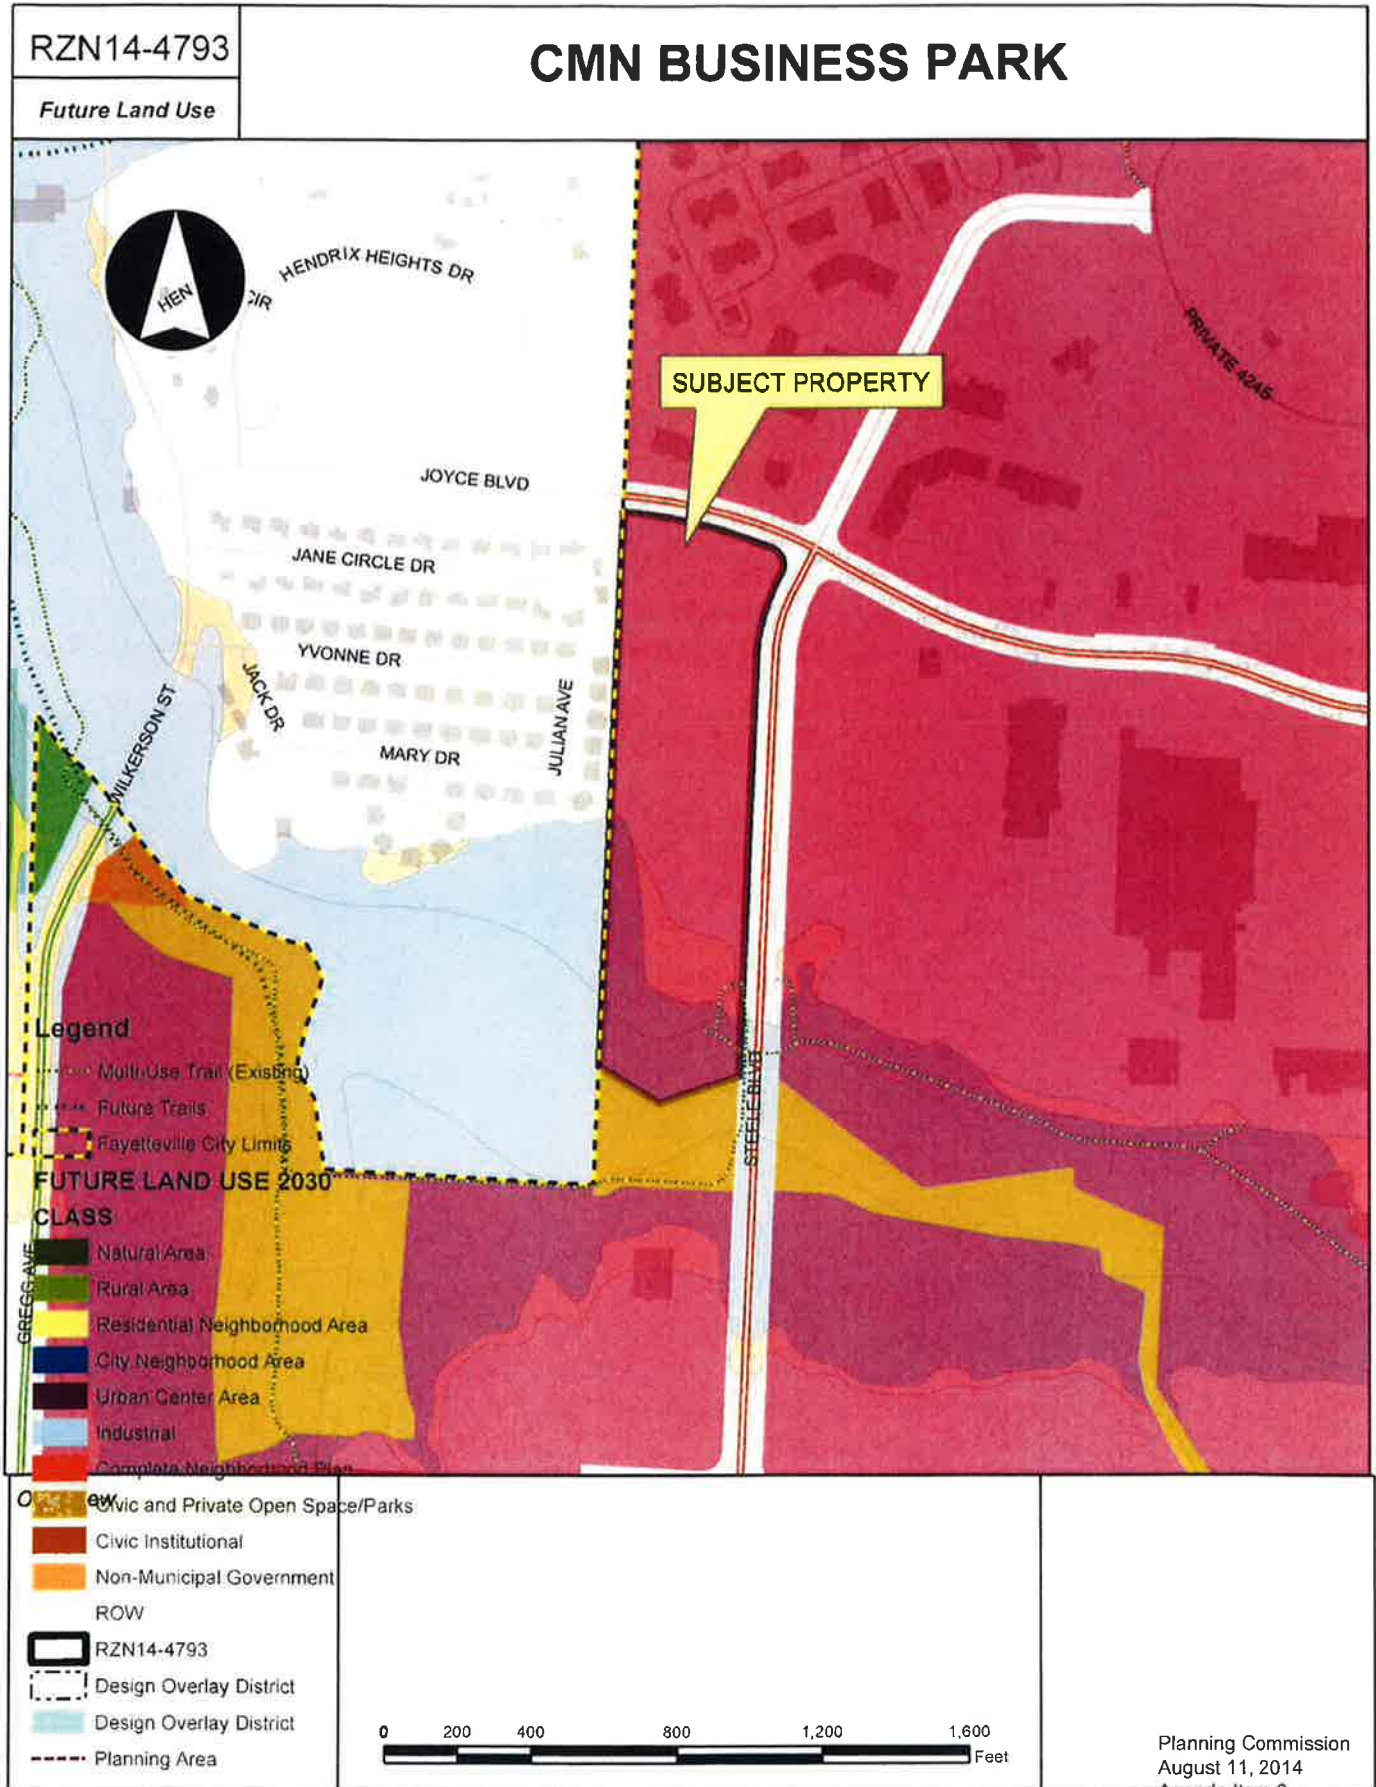 RZN14-4793
Future Land Use
CMN BUSINESS PARK
HENDRIX HEIGHTS DR
HEN
CIR
PRIVATE 4245
SUBJECT PROPERTY
JOYCE BLVD
JANE CIRCLE DR
YVONNE DR
JACK DR
JULIAN AVE
WILKERSON ST
MARY DR
STEELE BLVD
GREGG AVE
Legend
Multi-Use Trail (Existing)
Future Trails
Fayetteville City Limits
FUTURE LAND USE 2030
CLASS
Natural Area
Rural Area
Residential Neighborhood Area
City Neighborhood Area
Urban Center Area
Industrial
Complete Neighborhood Plan
Civic and Private Open Space/Parks
Civic Institutional
Non-Municipal Government
ROW
RZN14-4793
Design Overlay District
Design Overlay District
Planning Area
0 200 400 800 1,200 1,600
Feet
Planning Commission
August 11, 2014